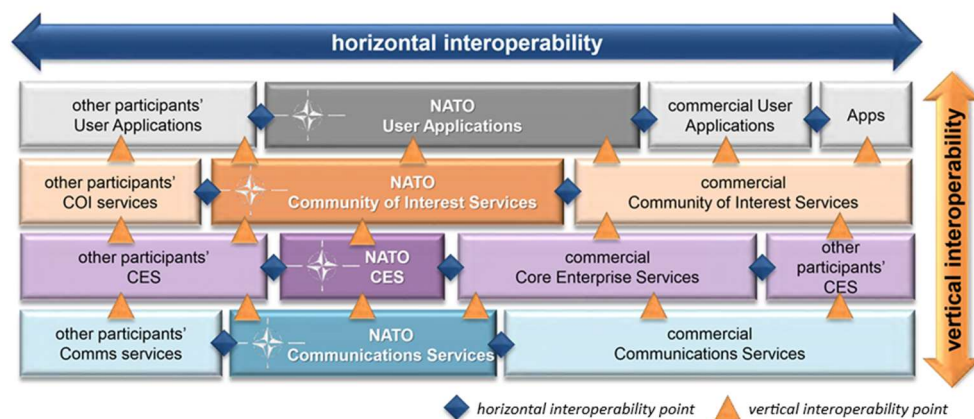 horizontal interoperability
other participants'
User Applications
NATO
User Applications
commercial User
Applications
Apps
other participants'
COI services
NATO
Community of Interest Services
commercial
Community of Interest Services
other participants'
CES
NATO
CES
commercial
Core Enterprise Services
other
participants'
CES
other participants'
Comms services
NATO
Communications Services
commercial
Communications Services
vertical interoperability
horizontal interoperability point
vertical interoperability point